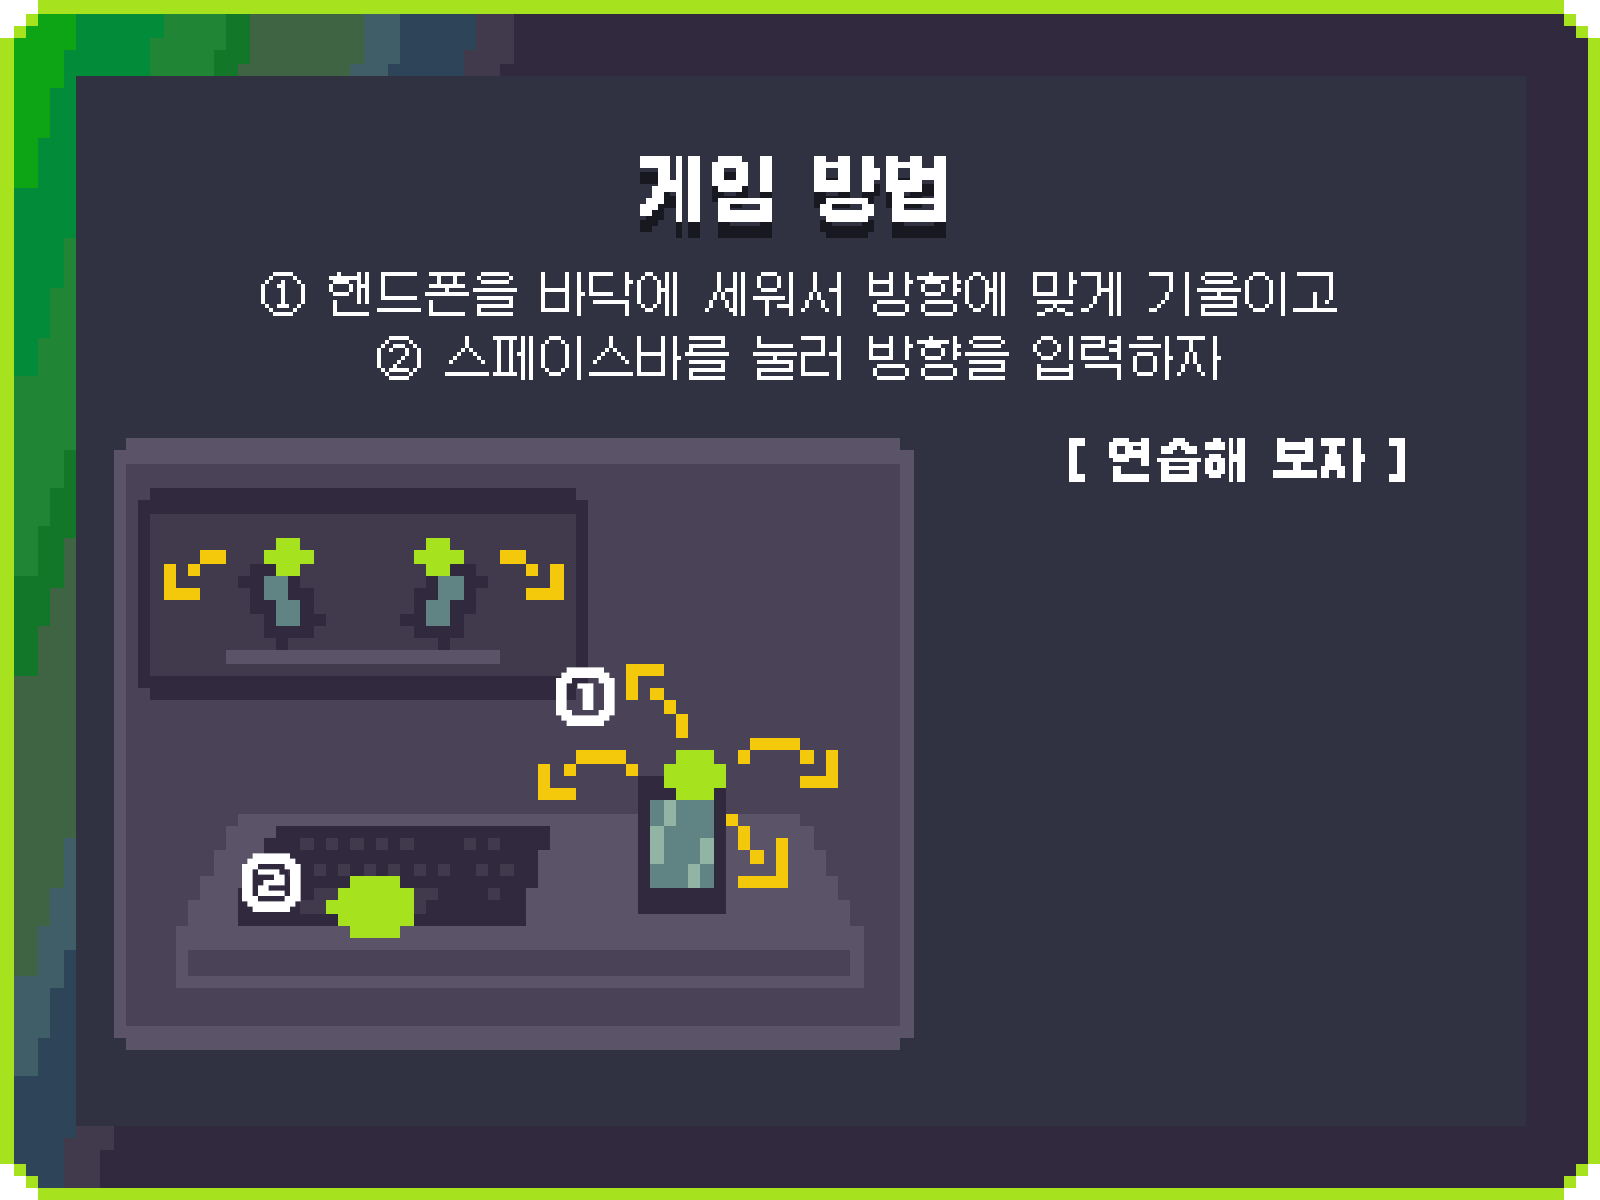 게임 방법
① 핸드폰을 바닥에 세워서 방향에 맞게 기울이고
② 스페이스바를 눌러 방향을 입력하자
[ 연습해 보자 ]
①
②